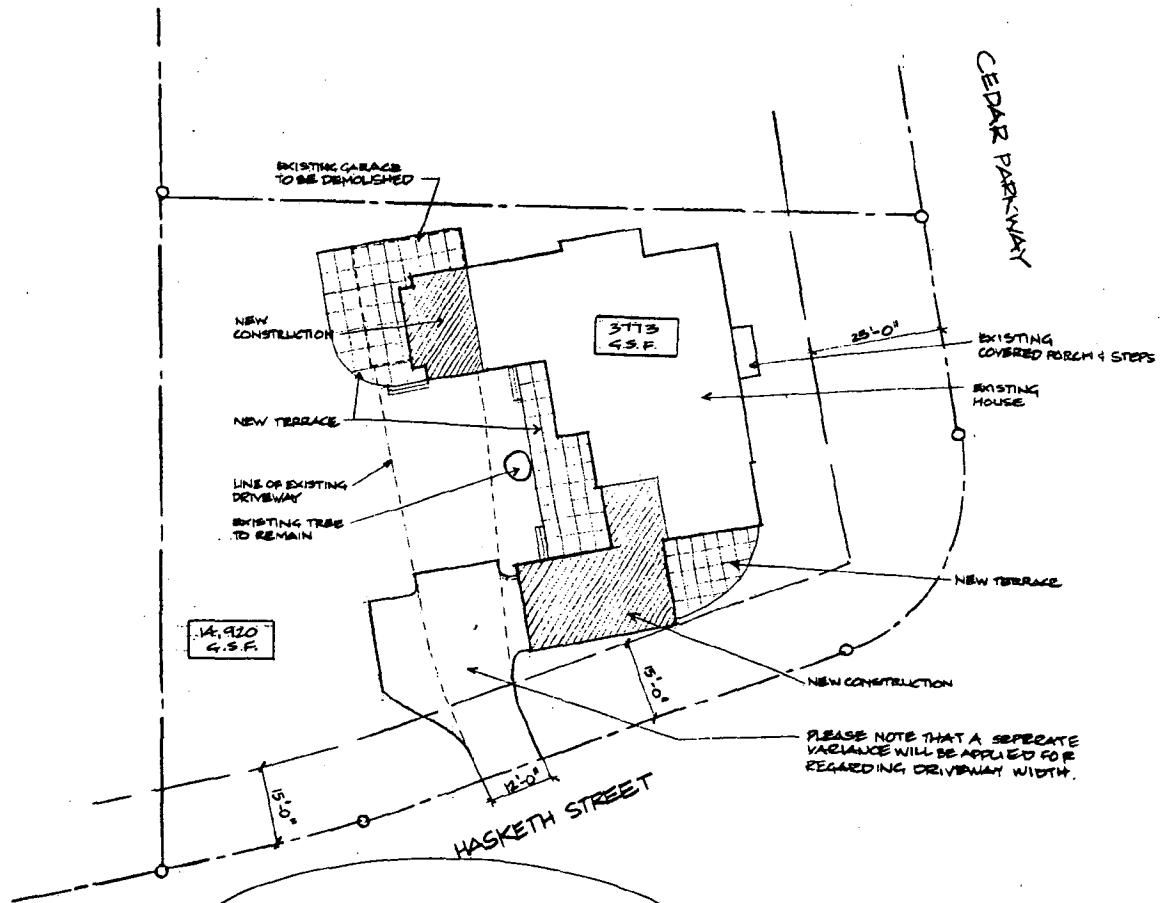 CEDAR PARKWAY
EXISTING GARAGE
TO BE DEMOLISHED
NEW
CONSTRUCTION
3773
G.S.F.
25'-0"
EXISTING
COVERED PORCH & STEPS
EXISTING
HOUSE
NEW TERRACE
LINE OF EXISTING
DRIVEWAY
EXISTING TREE
TO REMAIN
NEW TERRACE
14,920
G.S.F.
15'-0"
NEW CONSTRUCTION
PLEASE NOTE THAT A SEPERATE
VARIANCE WILL BE APPLIED FOR
REGARDING DRIVEWAY WIDTH.
12'-0"
15'-0"
HASKETH STREET